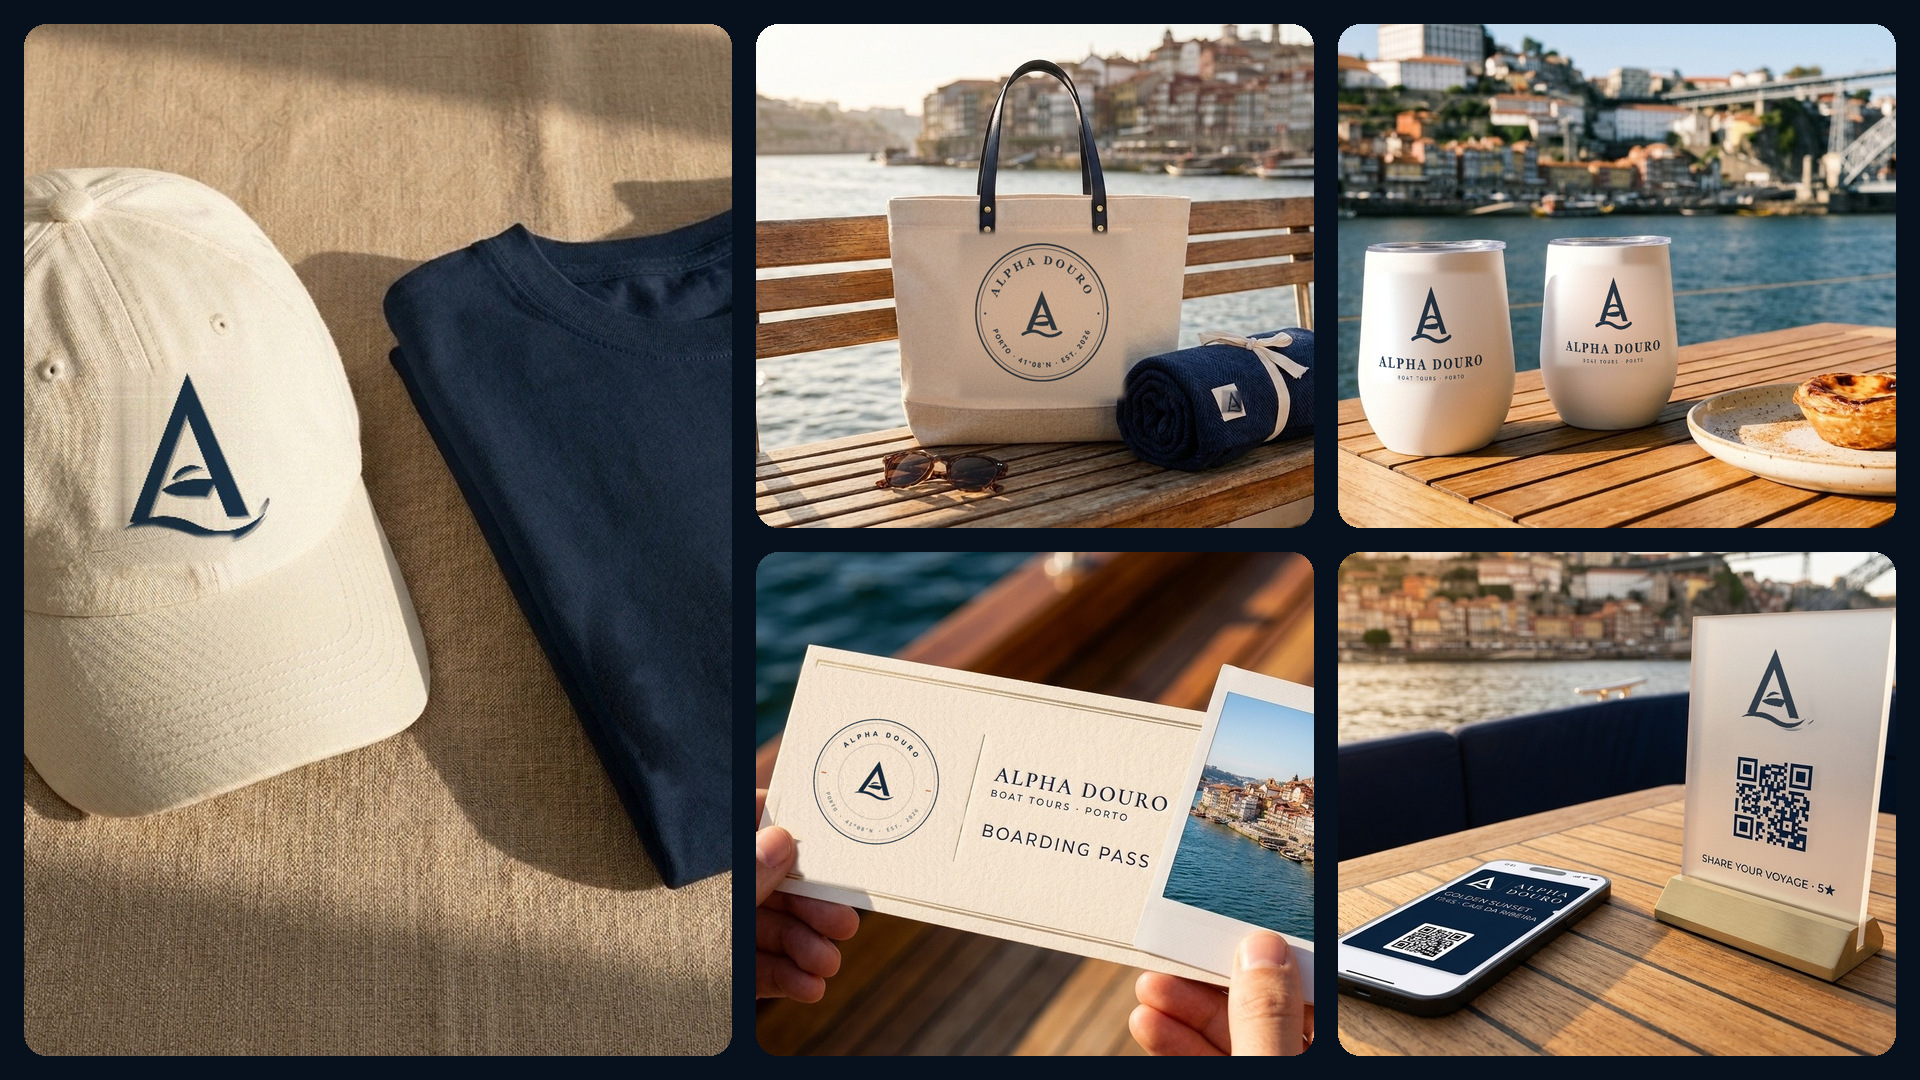 ALPHA DOURO
PORTO · 41°08'N · EST. 2026
ALPHA DOURO
BOAT TOURS · PORTO
ALPHA DOURO
BOAT TOURS · PORTO
ALPHA DOURO
PORTO · 41°08'N · EST. 2026
ALPHA DOURO
BOAT TOURS · PORTO
BOARDING PASS
ALPHA
DOURO
GOLDEN SUNSET
17:45 · CAIS DA RIBEIRA
SHARE YOUR VOYAGE · 5★